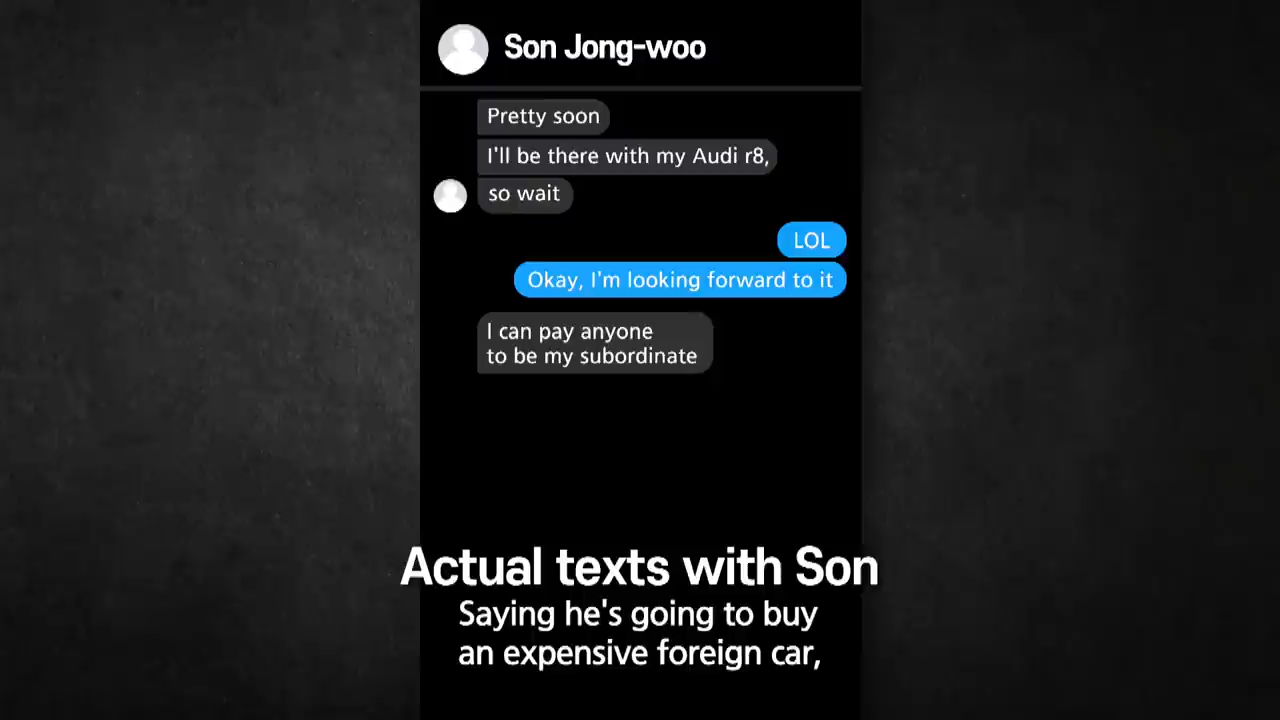 Son Jong-woo
Pretty soon
I'll be there with my Audi r8,
so wait
LOL
Okay, I'm looking forward to it
I can pay anyone
to be my subordinate
Actual texts with Son
Saying he's going to buy
an expensive foreign car,